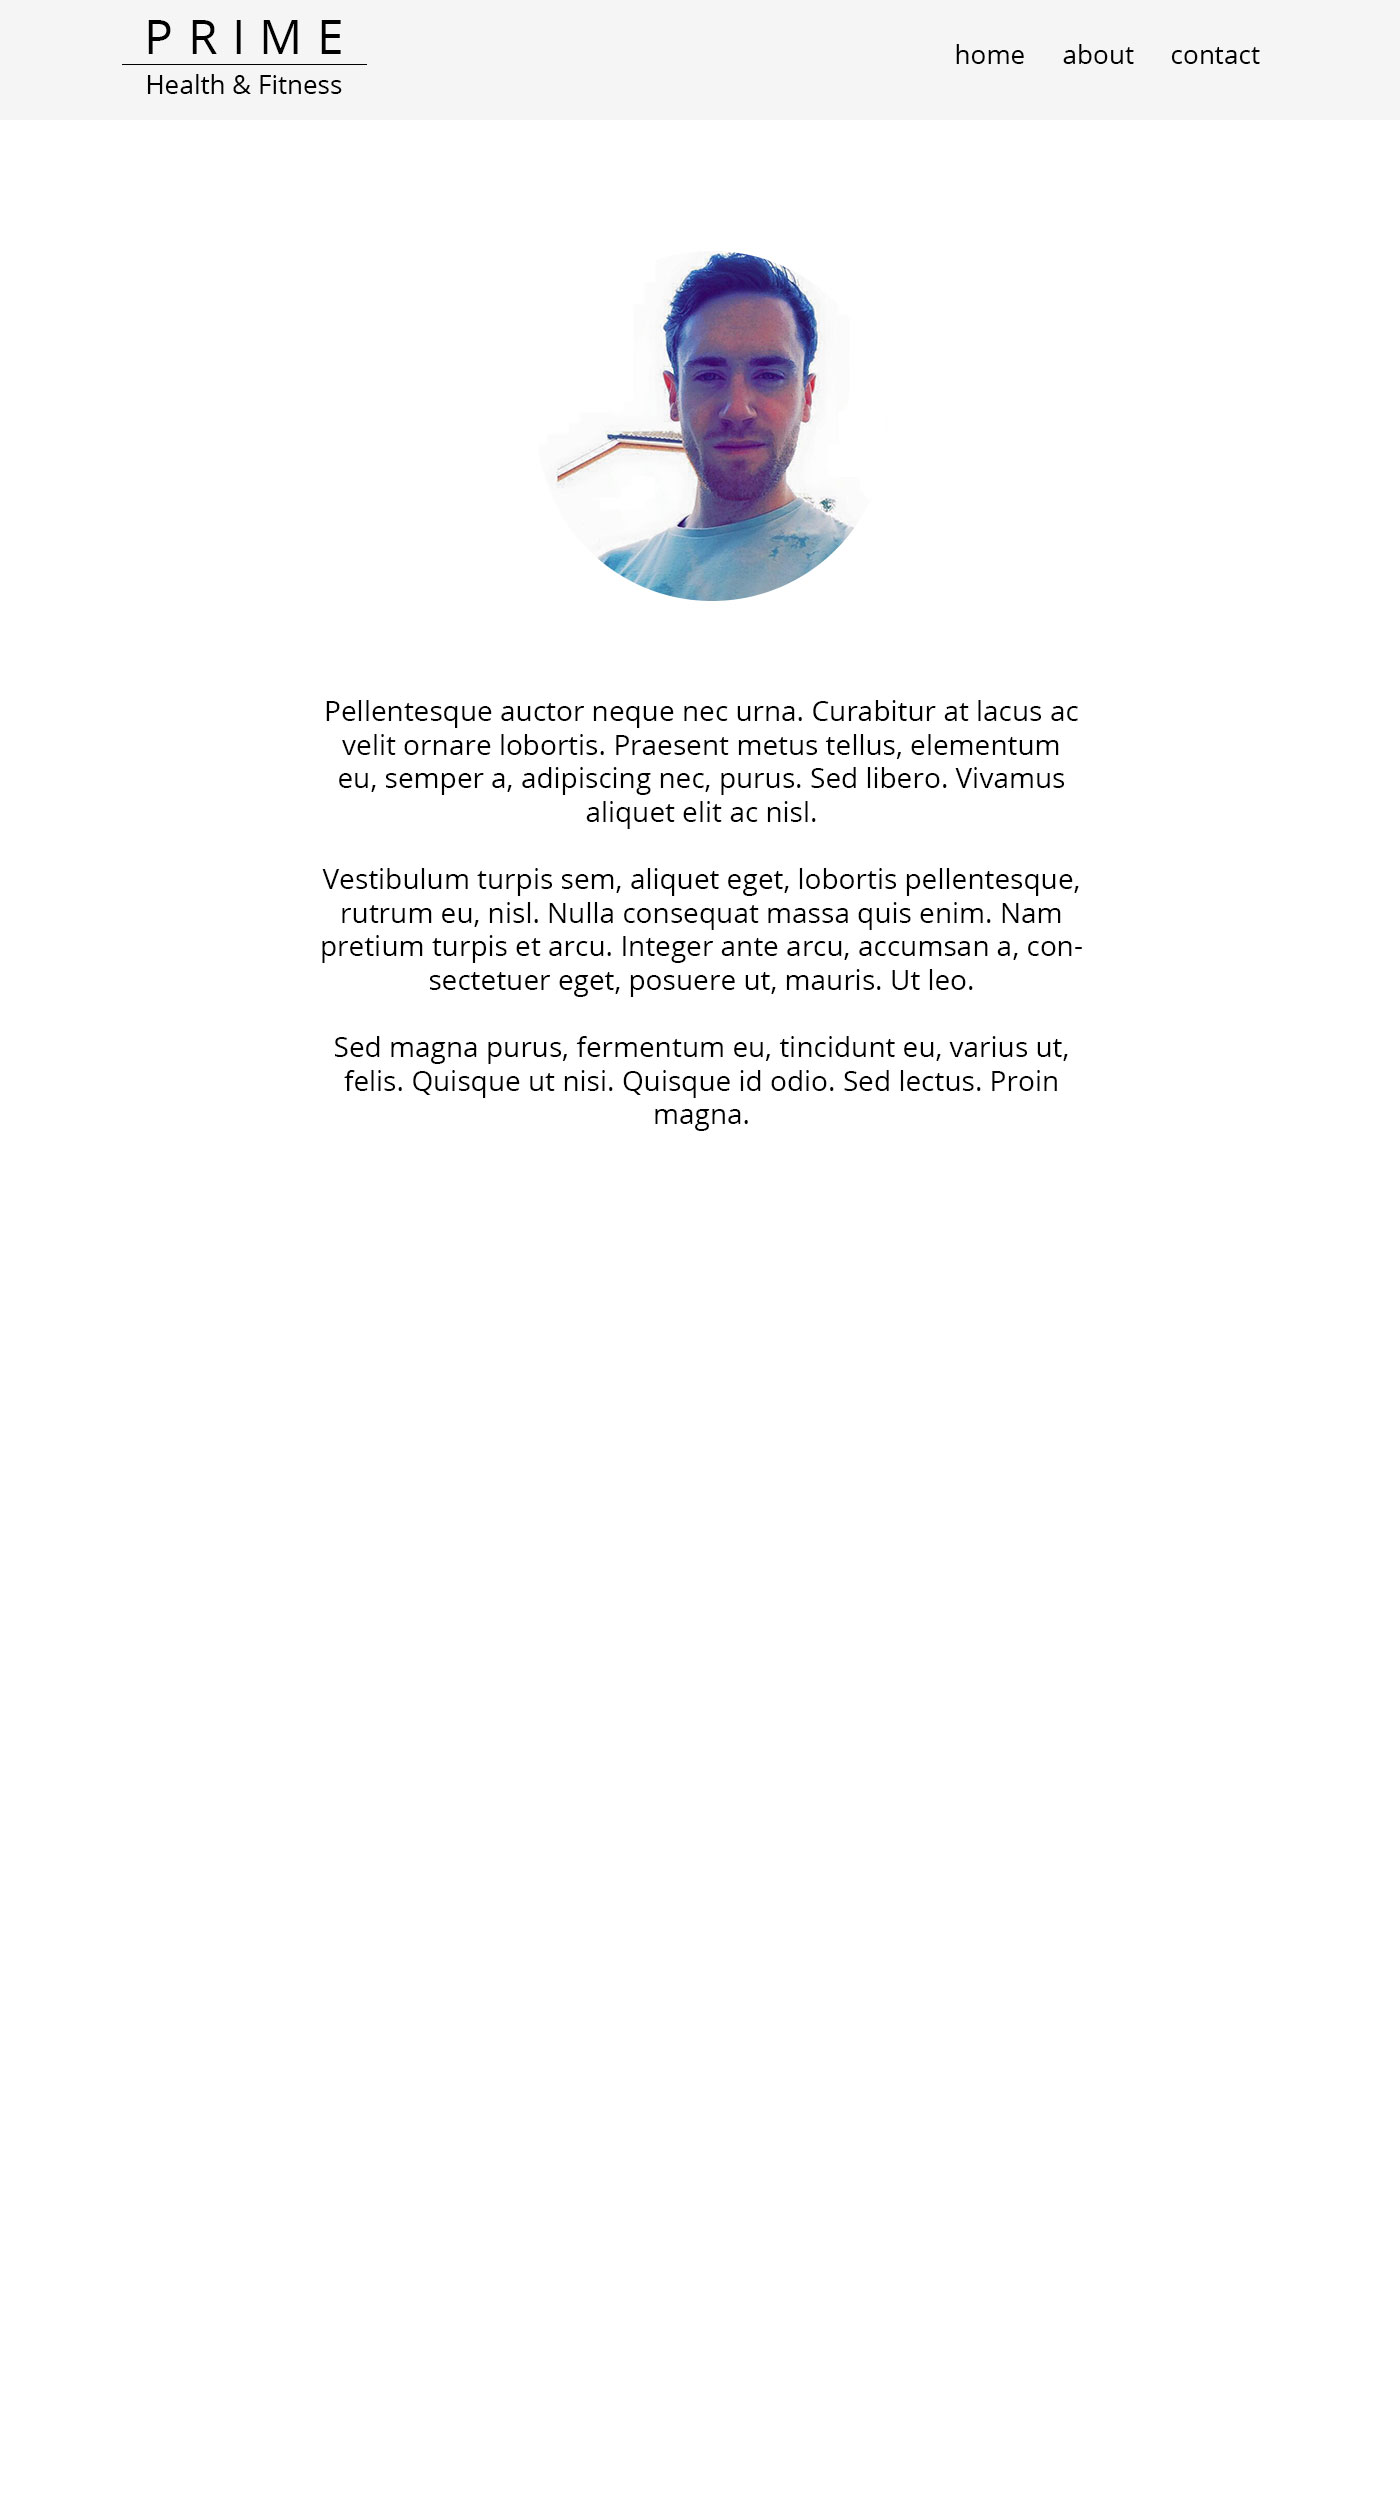 PRIME
Health & Fitness
home about contact
Pellentesque auctor neque nec urna. Curabitur at lacus ac
velit ornare lobortis. Praesent metus tellus, elementum
eu, semper a, adipiscing nec, purus. Sed libero. Vivamus
aliquet elit ac nisl.
Vestibulum turpis sem, aliquet eget, lobortis pellentesque,
rutrum eu, nisl. Nulla consequat massa quis enim. Nam
pretium turpis et arcu. Integer ante arcu, accumsan a, con-
sectetuer eget, posuere ut, mauris. Ut leo.
Sed magna purus, fermentum eu, tincidunt eu, varius ut,
felis. Quisque ut nisi. Quisque id odio. Sed lectus. Proin
magna.